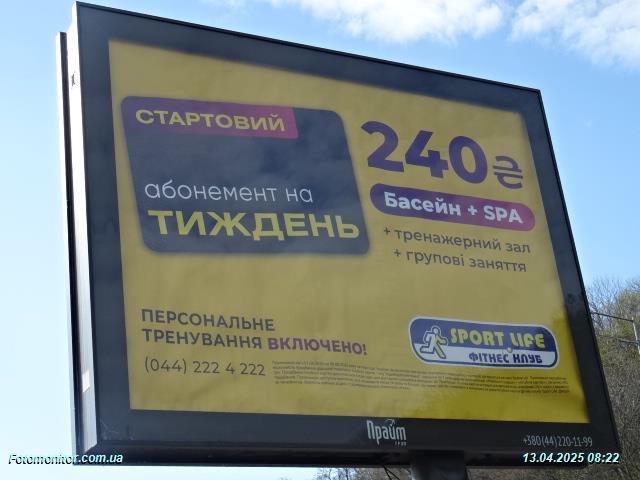 СТАРТОВИЙ
абонемент на
ТИЖДЕНЬ
240₴
Басейн + SPA
+ тренажерний зал
+ групові заняття
ПЕРСОНАЛЬНЕ
ТРЕНУВАННЯ ВКЛЮЧЕНО!
(044) 222 4 222
SPORT LIFE
ФІТНЕС КЛУБ
Прайм
груп
+380(44)220-11-99
Fotomonitor.com.ua
13.04.2025 08:22